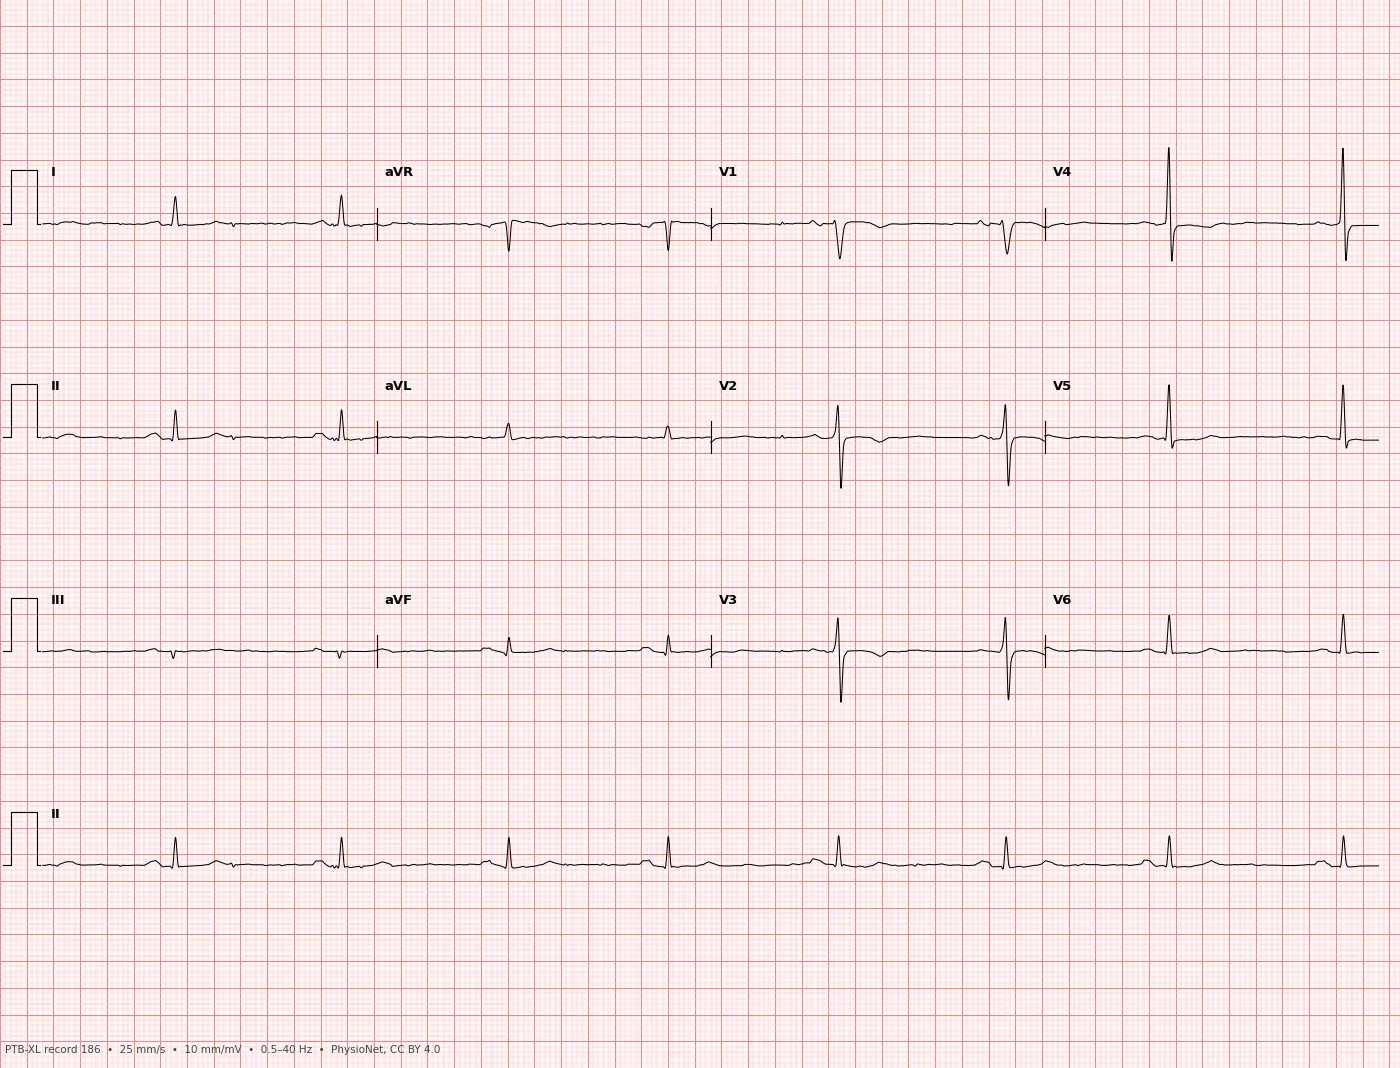 I aVR V1 V4
II aVL V2 V5
III aVF V3 V6
II
PTB-XL record 186 • 25 mm/s • 10 mm/mV • 0.5–40 Hz • PhysioNet, CC BY 4.0